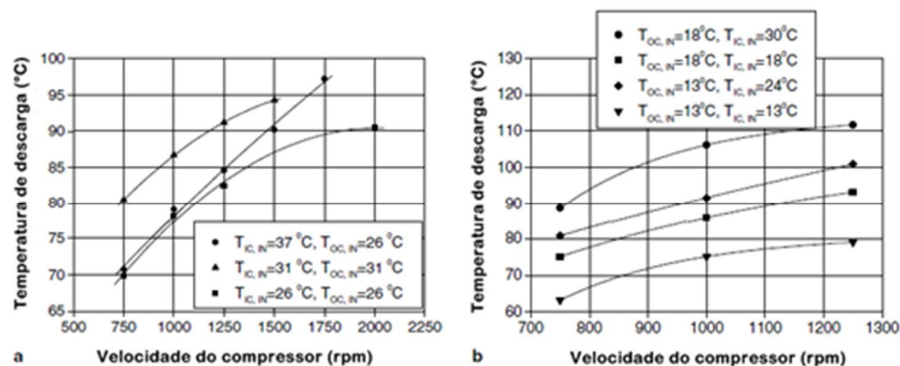 Temperatura de descarga (°C)
100
95
90
85
80
75
70
65
T_IC, IN=37 °C, T_OC, IN=26 °C
T_IC, IN=31 °C, T_OC, IN=31 °C
T_IC, IN=26 °C, T_OC, IN=26 °C
500 750 1000 1250 1500 1750 2000 2250
a Velocidade do compressor (rpm)
T_OC, IN=18°C, T_IC, IN=30°C
T_OC, IN=18°C, T_IC, IN=18°C
T_OC, IN=13°C, T_IC, IN=24°C
T_OC, IN=13°C, T_IC, IN=13°C
Temperatura de descarga (°C)
130
120
110
100
90
80
70
60
700 800 900 1000 1100 1200 1300
b Velocidade do compressor (rpm)